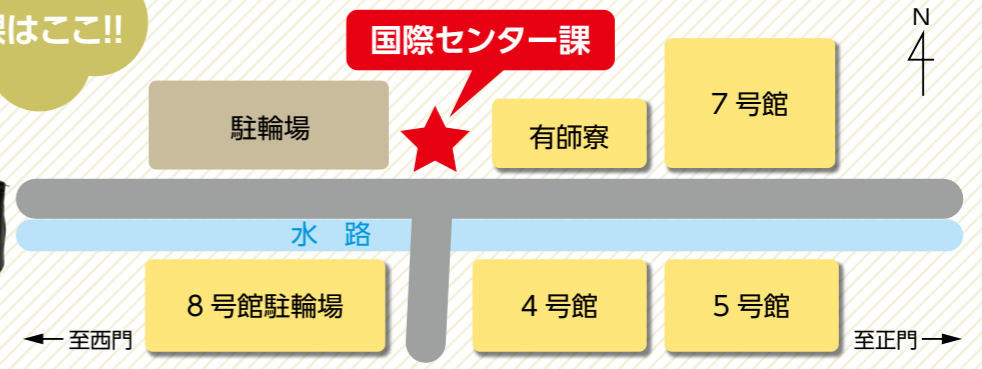 はここ!!
国際センター課
N
7号館
駐輪場
有師寮
水 路
8号館駐輪場
4号館
5号館
至西門
至正門